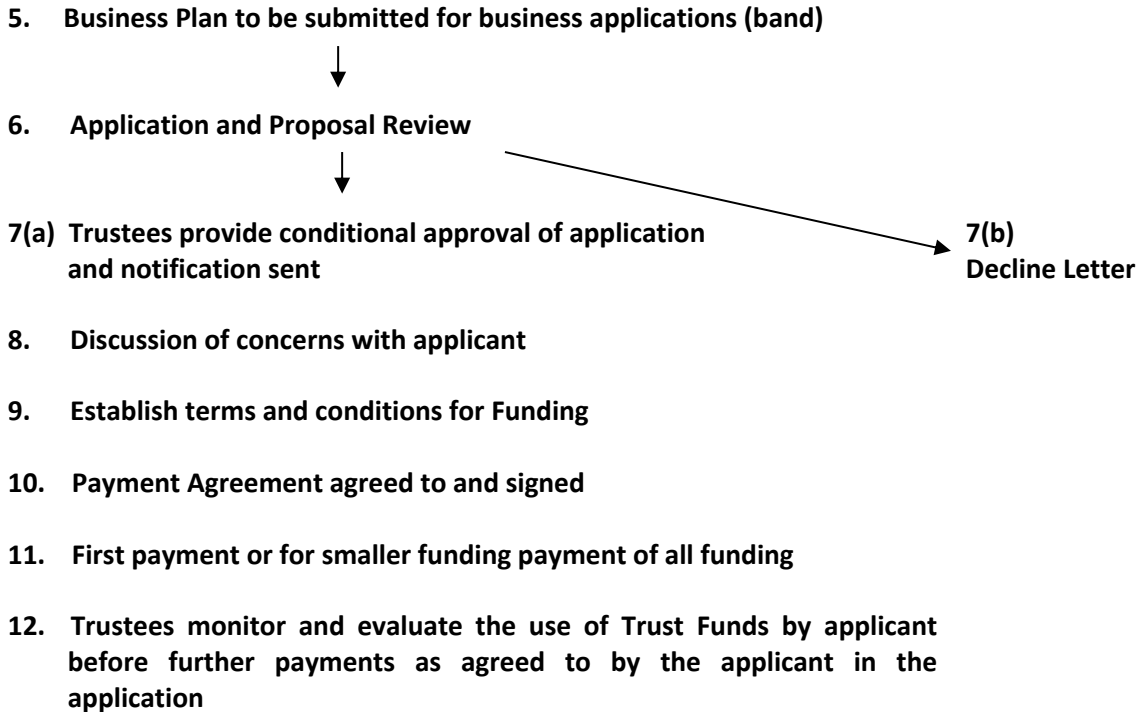 5. Business Plan to be submitted for business applications (band)
6. Application and Proposal Review
7(a) Trustees provide conditional approval of application
and notification sent
7(b)
Decline Letter
8. Discussion of concerns with applicant
9. Establish terms and conditions for Funding
10. Payment Agreement agreed to and signed
11. First payment or for smaller funding payment of all funding
12. Trustees monitor and evaluate the use of Trust Funds by applicant
before further payments as agreed to by the applicant in the
application